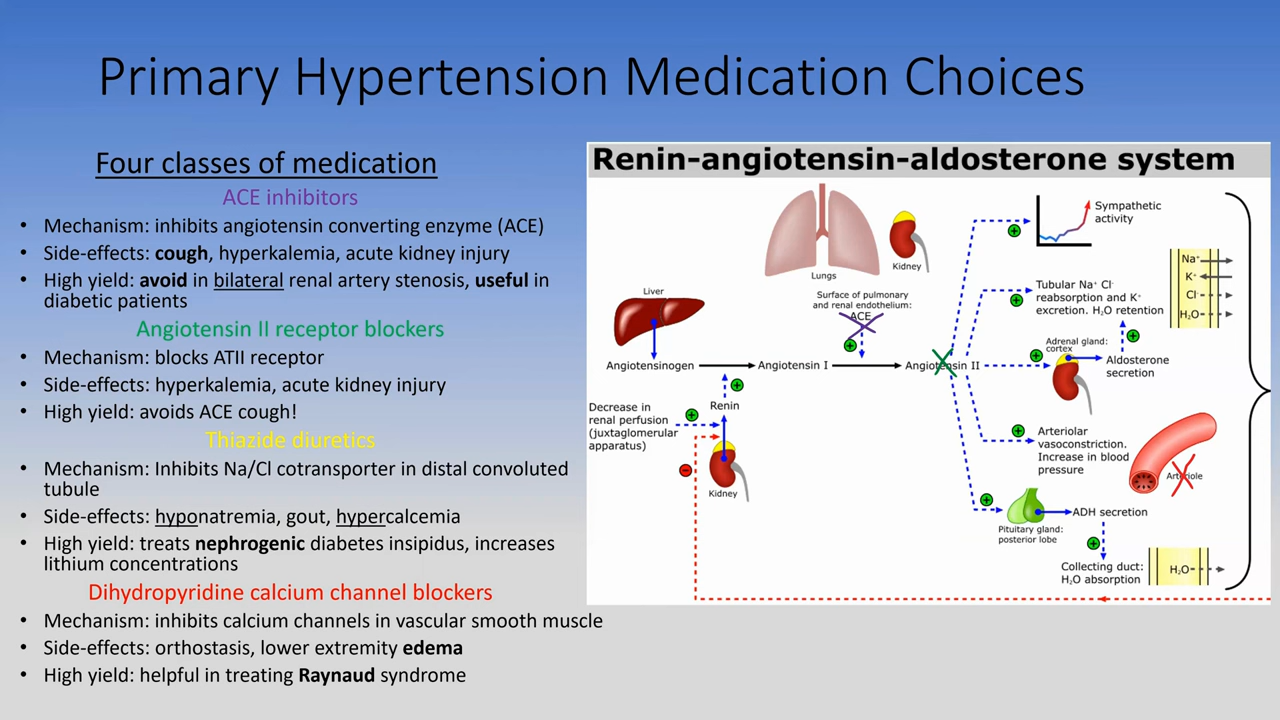 Primary Hypertension Medication Choices
Four classes of medication
ACE inhibitors
• Mechanism: inhibits angiotensin converting enzyme (ACE)
• Side-effects: cough, hyperkalemia, acute kidney injury
• High yield: avoid in bilateral renal artery stenosis, useful in
diabetic patients
Angiotensin II receptor blockers
• Mechanism: blocks ATII receptor
• Side-effects: hyperkalemia, acute kidney injury
• High yield: avoids ACE cough!
Thiazide diuretics
• Mechanism: Inhibits Na/Cl cotransporter in distal convoluted
tubule
• Side-effects: hyponatremia, gout, hypercalcemia
• High yield: treats nephrogenic diabetes insipidus, increases
lithium concentrations
Dihydropyridine calcium channel blockers
• Mechanism: inhibits calcium channels in vascular smooth muscle
• Side-effects: orthostasis, lower extremity edema
• High yield: helpful in treating Raynaud syndrome
Renin-angiotensin-aldosterone system
Lungs
Kidney
Liver
Surface of pulmonary
and renal endothelium:
ACE
Angiotensinogen
Angiotensin I
Angiotensin II
Decrease in
renal perfusion
(juxtaglomerular
apparatus)
Renin
Kidney
Sympathetic
activity
Tubular Na⁺ Cl⁻
reabsorption and K⁺
excretion. H₂O retention
Na⁺
K⁺
Cl⁻
H₂O
Adrenal gland:
cortex
Aldosterone
secretion
Arteriolar
vasoconstriction.
Increase in blood
pressure
Arteriole
ADH secretion
Pituitary gland:
posterior lobe
Collecting duct:
H₂O absorption
H₂O